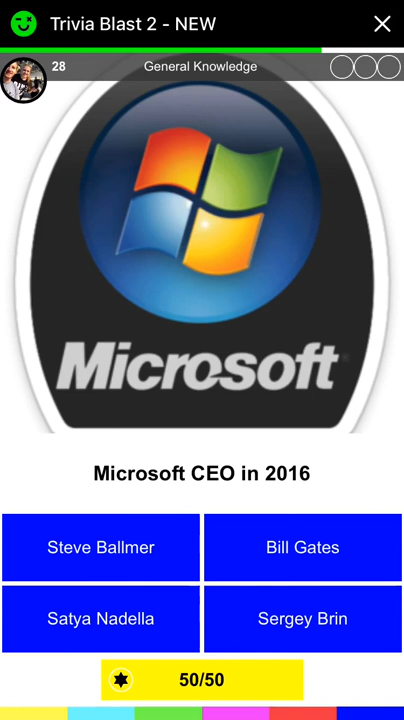 Trivia Blast 2 - NEW
28
General Knowledge
Microsoft
Microsoft CEO in 2016
Steve Ballmer
Bill Gates
Satya Nadella
Sergey Brin
50/50